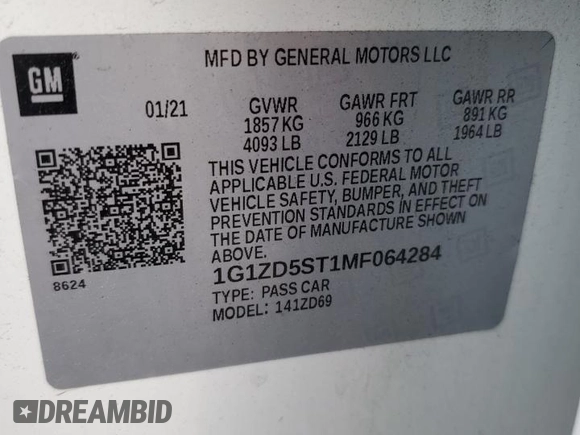 GM
MFD BY GENERAL MOTORS LLC
01/21
GVWR
1857 KG
4093 LB
GAWR FRT
966 KG
2129 LB
GAWR RR
891 KG
1964 LB
THIS VEHICLE CONFORMS TO ALL
APPLICABLE U.S. FEDERAL MOTOR
VEHICLE SAFETY, BUMPER, AND THEFT
PREVENTION STANDARDS IN EFFECT ON
THE DATE OF MANUFACTURE SHOWN
ABOVE.
8624
1G1ZD5ST1MF064284
TYPE: PASS CAR
MODEL: 141ZD69
DREAMBID